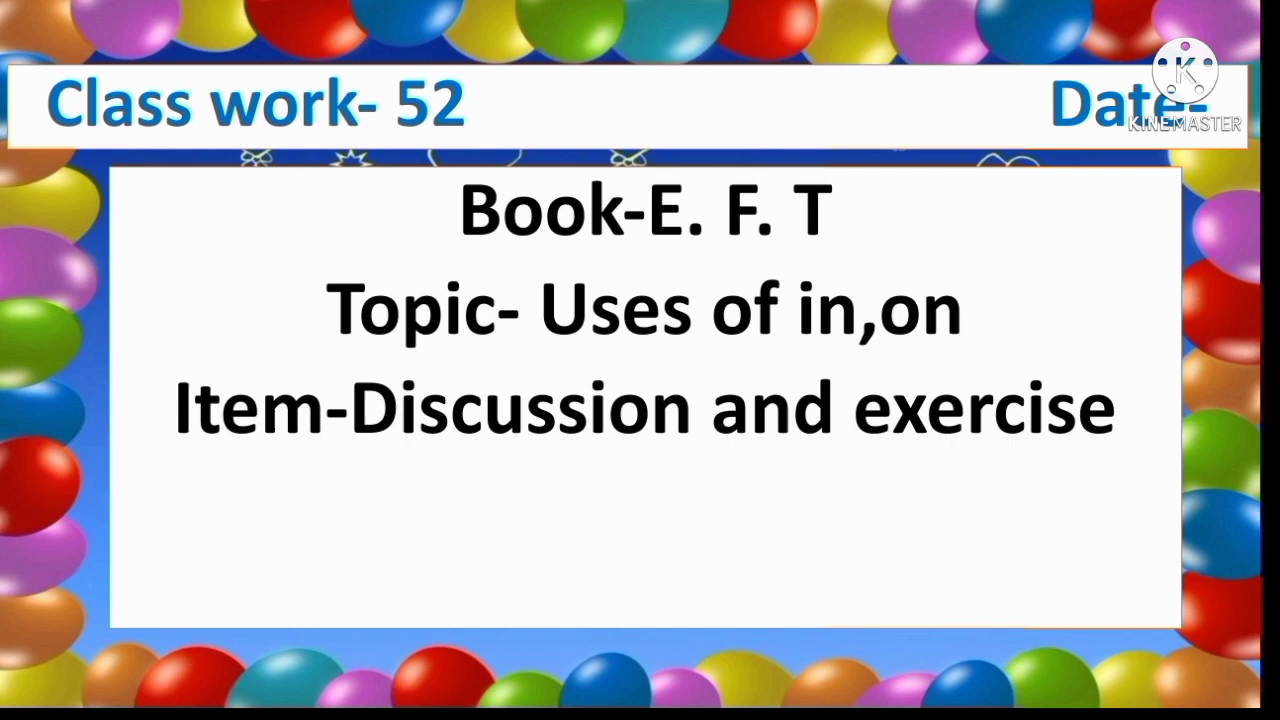 Class work- 52
Date-
K
KINEMASTER
Book-E. F. T
Topic- Uses of in,on
Item-Discussion and exercise